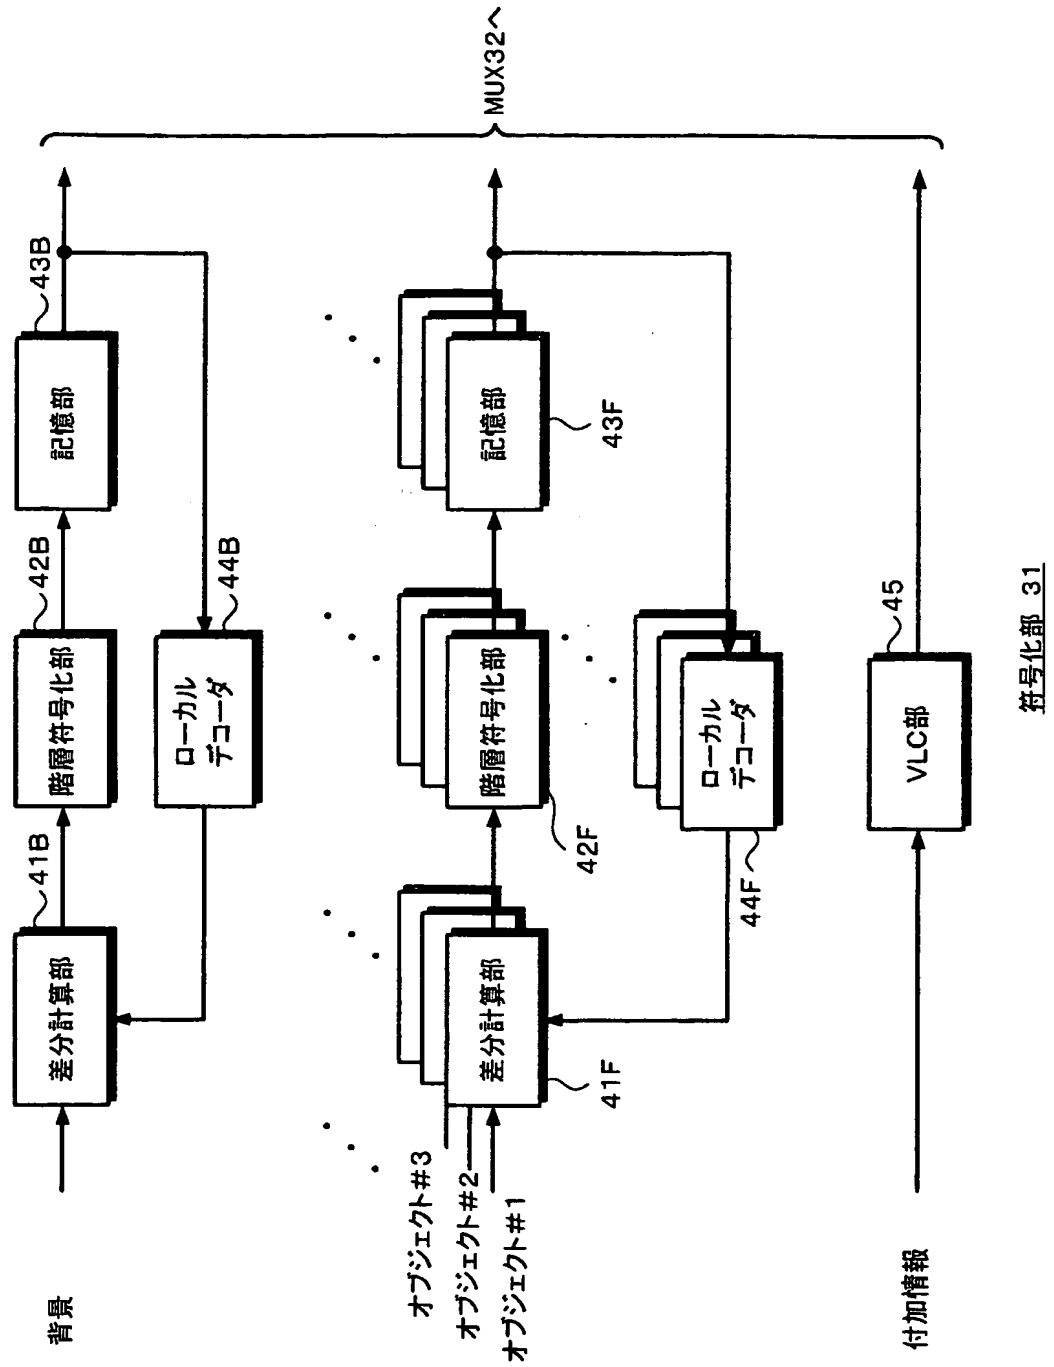 背景
差分計算部
41B
階層符号化部
42B
記憶部
43B
ローカル
デコーダ
44B
MUX32へ
オブジェクト#3
オブジェクト#2
オブジェクト#1
差分計算部
41F
階層符号化部
42F
記憶部
43F
ローカル
デコーダ
44F
付加情報
VLC部
45
符号化部 31